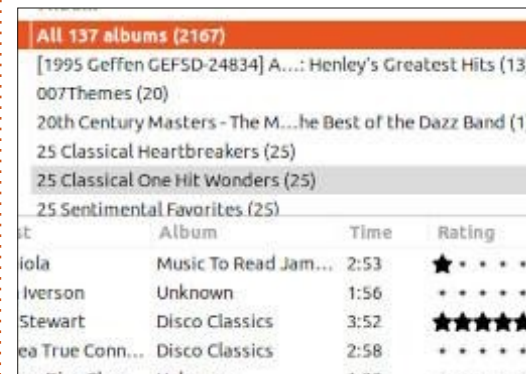 All 137 albums (2167)
[1995 Geffen GEFSD-24834] A...: Henley's Greatest Hits (13)
007Themes (20)
20th Century Masters - The M...he Best of the Dazz Band (1
25 Classical Heartbreakers (25)
25 Classical One Hit Wonders (25)
25 Sentimental Favorites (25)
st Album Time Rating
iola Music To Read Jam... 2:53
Iverson Unknown 1:56
Stewart Disco Classics 3:52
ea True Conn... Disco Classics 2:58